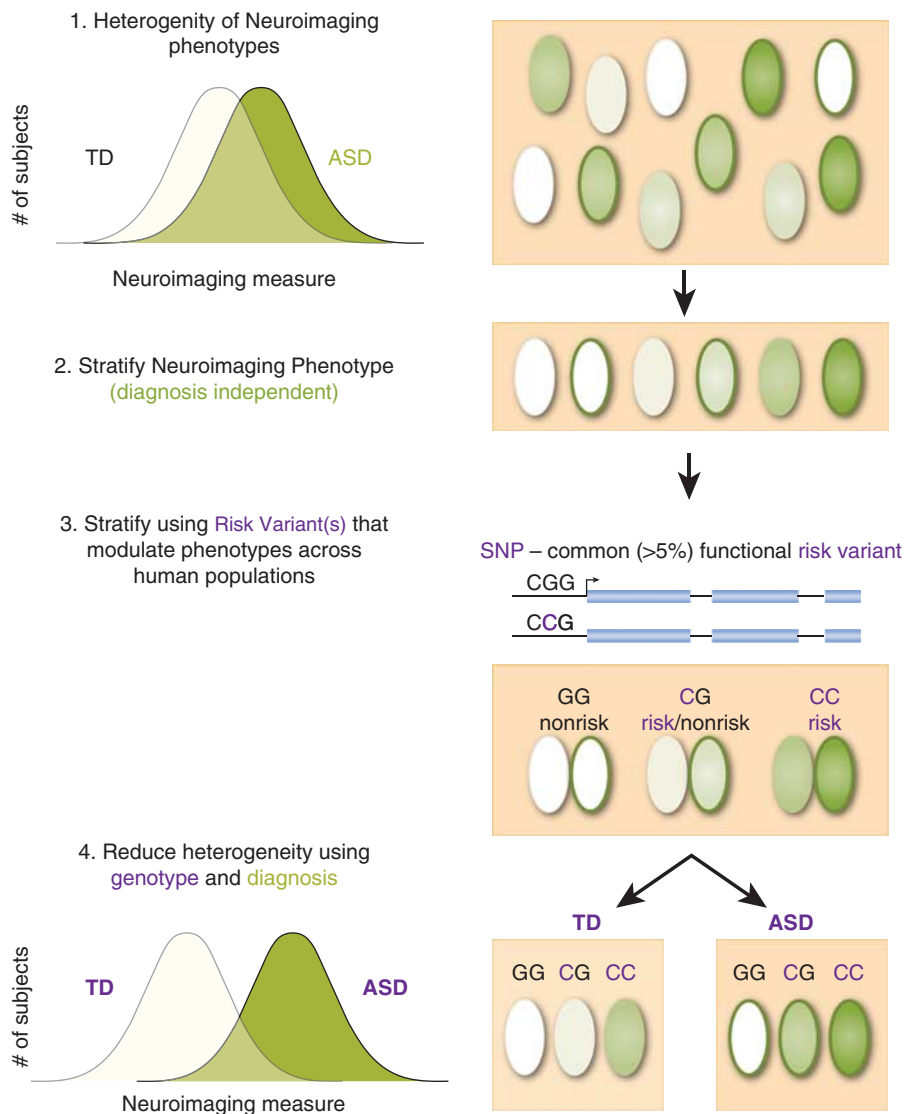 1. Heterogenity of Neuroimaging
phenotypes
# of subjects
TD
ASD
Neuroimaging measure
2. Stratify Neuroimaging Phenotype
(diagnosis independent)
3. Stratify using Risk Variant(s) that
modulate phenotypes across
human populations
SNP – common (>5%) functional risk variant
CGG
CCG
GG
nonrisk
CG
risk/nonrisk
CC
risk
4. Reduce heterogeneity using
genotype and diagnosis
# of subjects
TD
ASD
Neuroimaging measure
TD
GG CG CC
ASD
GG CG CC